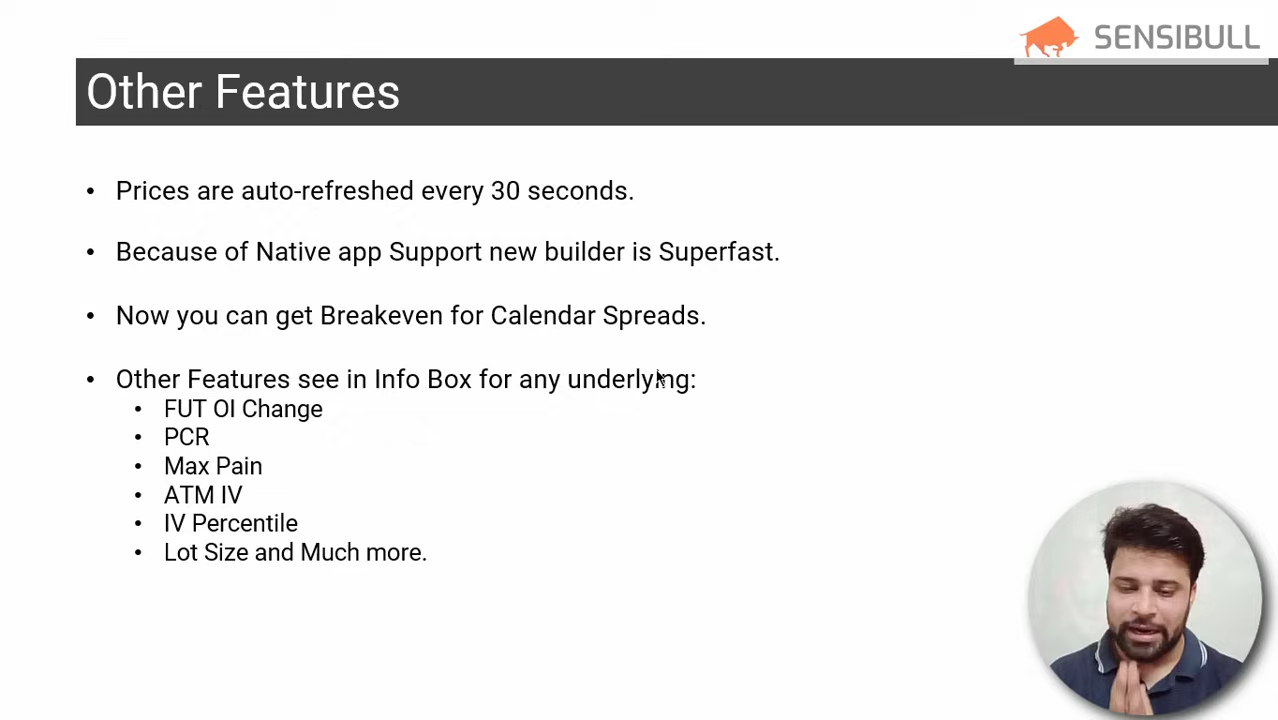 SENSIBULL
Other Features
• Prices are auto-refreshed every 30 seconds.
• Because of Native app Support new builder is Superfast.
• Now you can get Breakeven for Calendar Spreads.
• Other Features see in Info Box for any underlying:
• FUT OI Change
• PCR
• Max Pain
• ATM IV
• IV Percentile
• Lot Size and Much more.